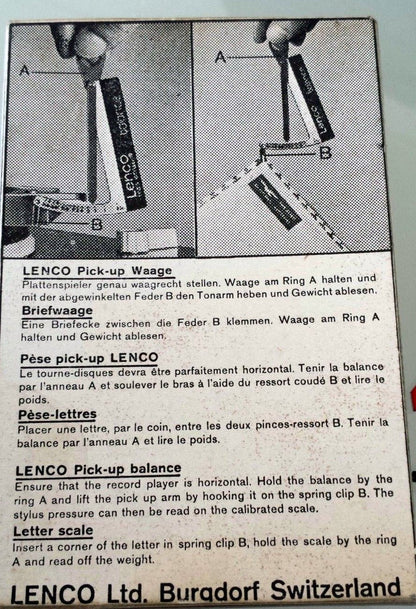 A
A
Lenco balance
Lenco balance
B
B
LENCO Pick-up Waage
Plattenspieler genau waagrecht stellen. Waage am Ring A halten und
mit der abgewinkelten Feder B den Tonarm heben und Gewicht ablesen.
Briefwaage
Eine Briefecke zwischen die Feder B klemmen. Waage am Ring A
halten und Gewicht ablesen.
Pèse pick-up LENCO
Le tourne-disques devra être parfaitement horizontal. Tenir la balance
par l'anneau A et soulever le bras à l'aide du ressort coudé B et lire le
poids.
Pèse-lettres
Placer une lettre, par le coin, entre les deux pinces-ressort B. Tenir la
balance par l'anneau A et lire le poids.
LENCO Pick-up balance
Ensure that the record player is horizontal. Hold the balance by the
ring A and lift the pick up arm by hooking it on the spring clip B. The
stylus pressure can then be read on the calibrated scale.
Letter scale
Insert a corner of the letter in spring clip B, hold the scale by the ring
A and read off the weight.
LENCO Ltd. Burgdorf Switzerland